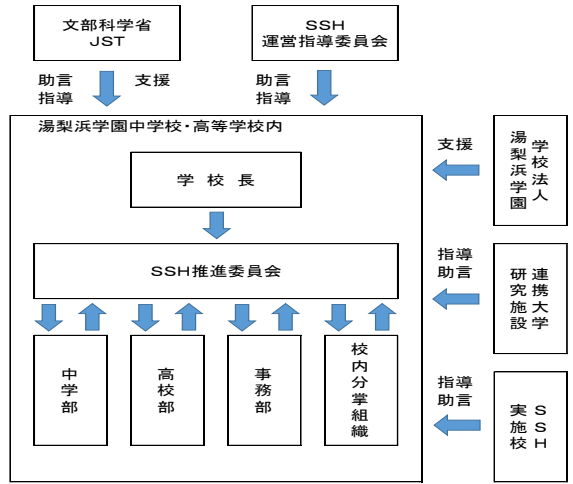 文部科学省
JST
SSH
運営指導委員会
助言
指導
支援
助言
指導
湯梨浜学園中学校・高等学校内
学校長
SSH推進委員会
中学部
高校部
事務部
校内分掌組織
支援
学校法人
湯梨浜学園
指導
助言
連携大学
研究施設
指導
助言
SSH
実施校